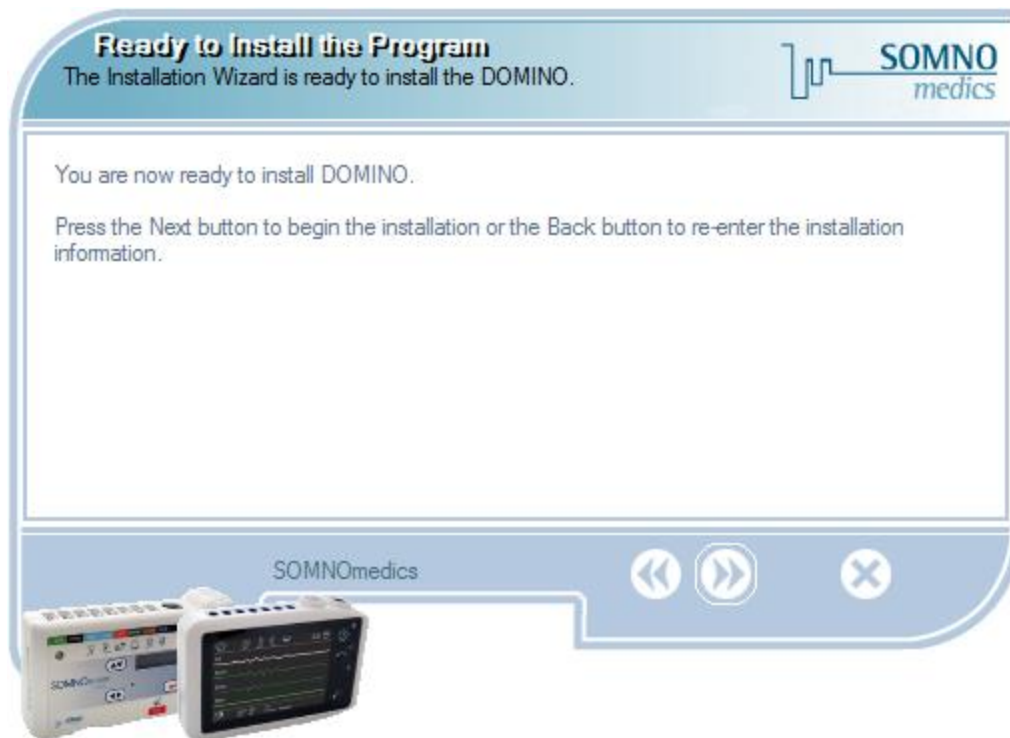 Ready to Install the Program
The Installation Wizard is ready to install the DOMINO.
SOMNO
medics
You are now ready to install DOMINO.
Press the Next button to begin the installation or the Back button to re-enter the installation
information.
SOMNOmedics
SOMNO